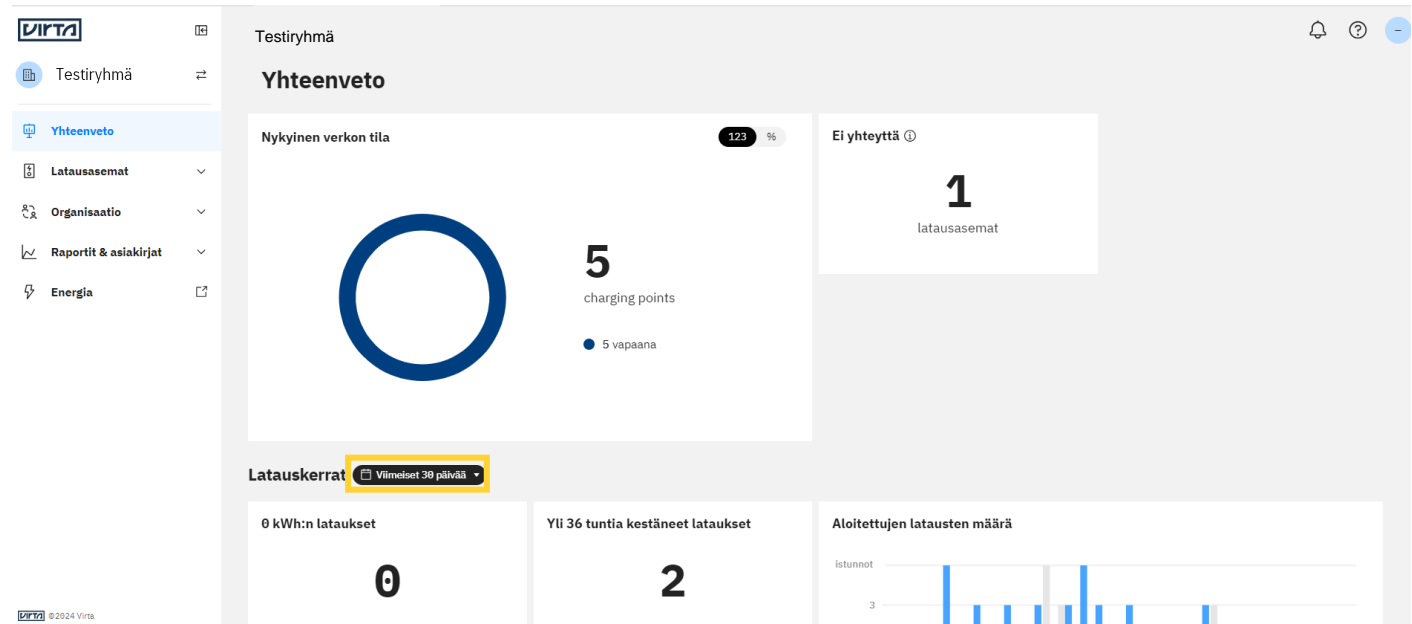 VIRTA
Testiryhmä
Testiryhmä
Yhteenveto
Latausasemat
Organisaatio
Raportit & asiakirjat
Energia
VIRTA ©2024 Virta
Yhteenveto
Nykyinen verkon tila
123 %
5
charging points
5 vapaana
Ei yhteyttä
1
latausasemat
Latauskerrat Viimeiset 30 päivää
0 kWh:n lataukset
0
Yli 36 tuntia kestäneet lataukset
2
Aloitettujen latausten määrä
istunnot
3